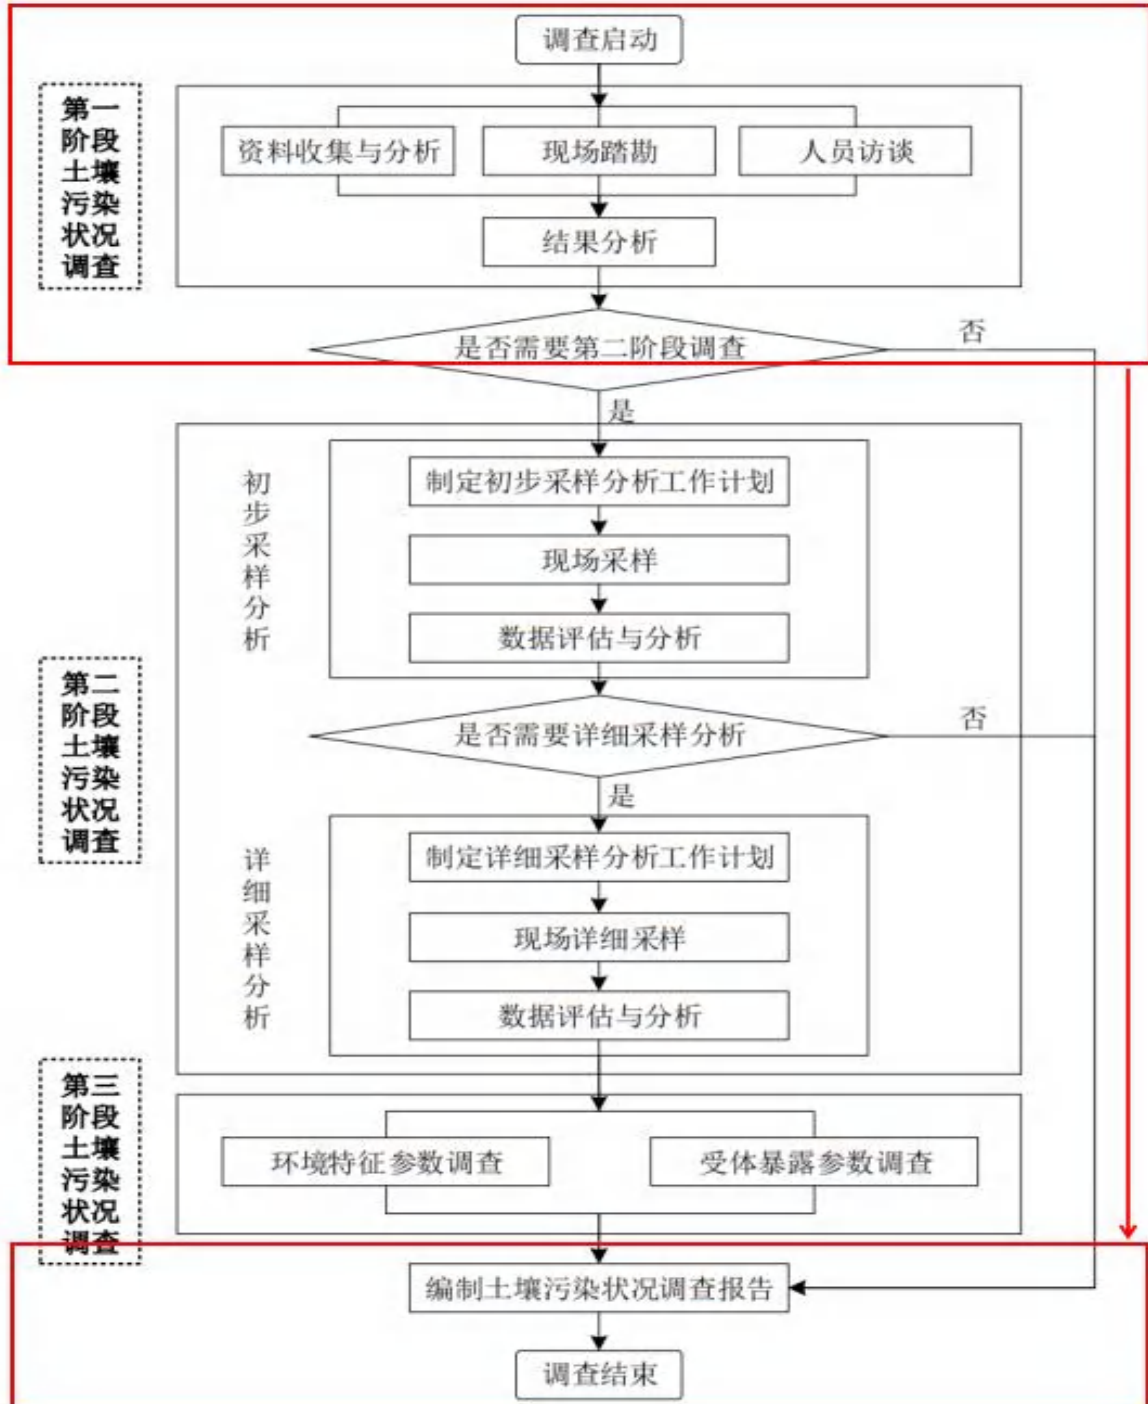 调查启动
第一
阶段
土壤
污染
状况
调查
资料收集与分析
现场踏勘
人员访谈
结果分析
是否需要第二阶段调查
否
是
初
步
采
样
分
析
制定初步采样分析工作计划
现场采样
数据评估与分析
第二
阶段
土壤
污染
状况
调查
是否需要详细采样分析
否
是
详
细
采
样
分
析
制定详细采样分析工作计划
现场详细采样
数据评估与分析
第三
阶段
土壤
污染
状况
调查
环境特征参数调查
受体暴露参数调查
编制土壤污染状况调查报告
调查结束